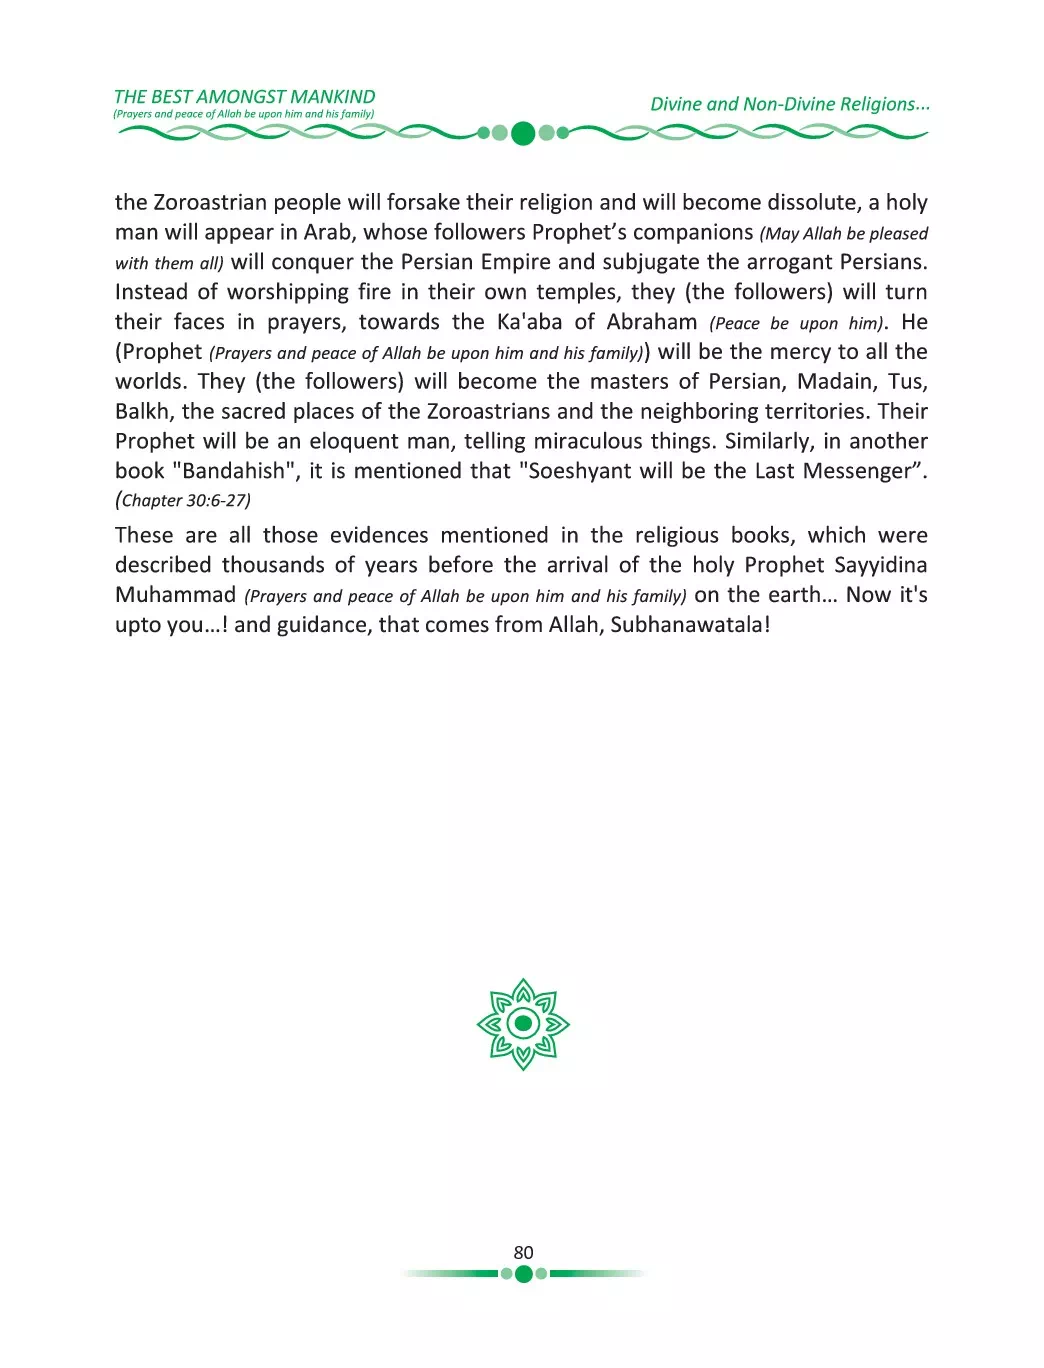 THE BEST AMONGST MANKIND
(Prayers and peace of Allah be upon him and his family)
Divine and Non-Divine Religions...
the Zoroastrian people will forsake their religion and will become dissolute, a holy
man will appear in Arab, whose followers Prophet’s companions (May Allah be pleased
with them all) will conquer the Persian Empire and subjugate the arrogant Persians.
Instead of worshipping fire in their own temples, they (the followers) will turn
their faces in prayers, towards the Ka'aba of Abraham (Peace be upon him). He
(Prophet (Prayers and peace of Allah be upon him and his family)) will be the mercy to all the
worlds. They (the followers) will become the masters of Persian, Madain, Tus,
Balkh, the sacred places of the Zoroastrians and the neighboring territories. Their
Prophet will be an eloquent man, telling miraculous things. Similarly, in another
book "Bandahish", it is mentioned that "Soeshyant will be the Last Messenger”.
(Chapter 30:6-27)
These are all those evidences mentioned in the religious books, which were
described thousands of years before the arrival of the holy Prophet Sayyidina
Muhammad (Prayers and peace of Allah be upon him and his family) on the earth... Now it's
upto you...! and guidance, that comes from Allah, Subhanawatala!
80